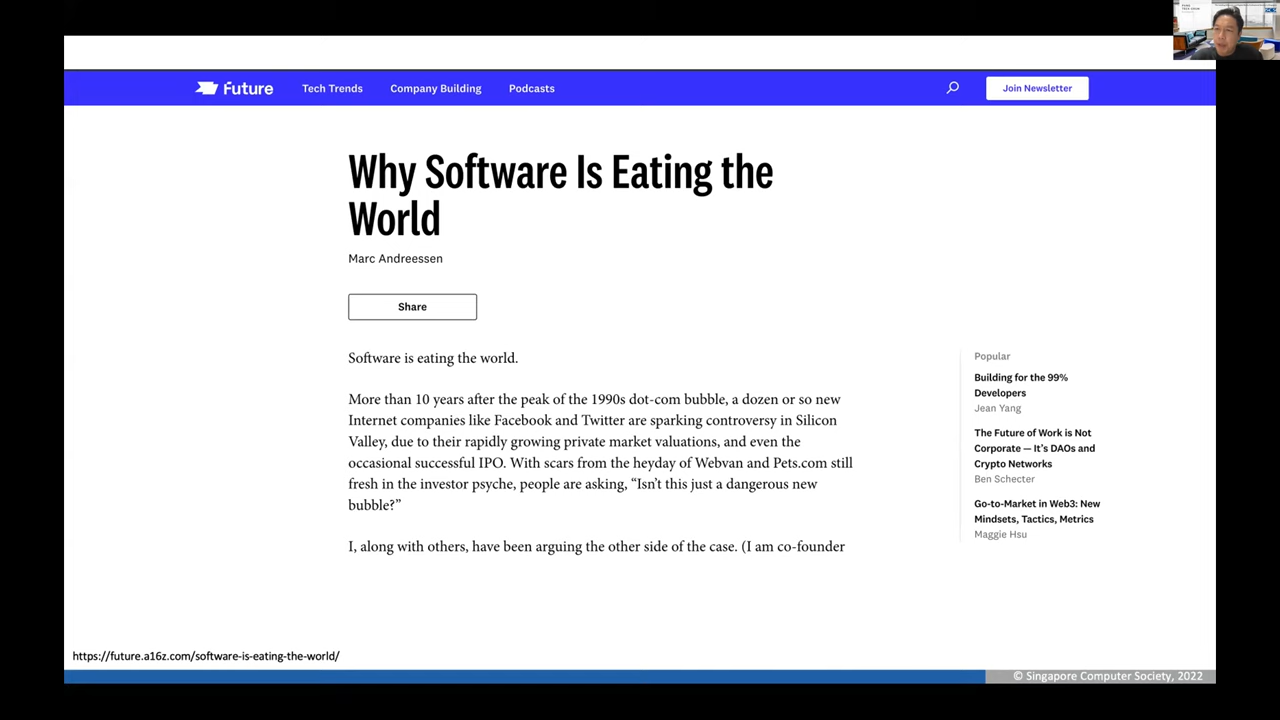 Future
Tech Trends
Company Building
Podcasts
Join Newsletter
Why Software Is Eating the
World
Marc Andreessen
Share
Software is eating the world.
More than 10 years after the peak of the 1990s dot-com bubble, a dozen or so new
Internet companies like Facebook and Twitter are sparking controversy in Silicon
Valley, due to their rapidly growing private market valuations, and even the
occasional successful IPO. With scars from the heyday of Webvan and Pets.com still
fresh in the investor psyche, people are asking, “Isn’t this just a dangerous new
bubble?”
I, along with others, have been arguing the other side of the case. (I am co-founder
Popular
Building for the 99%
Developers
Jean Yang
The Future of Work is Not
Corporate — It’s DAOs and
Crypto Networks
Ben Schecter
Go-to-Market in Web3: New
Mindsets, Tactics, Metrics
Maggie Hsu
https://future.a16z.com/software-is-eating-the-world/
© Singapore Computer Society, 2022
SCS